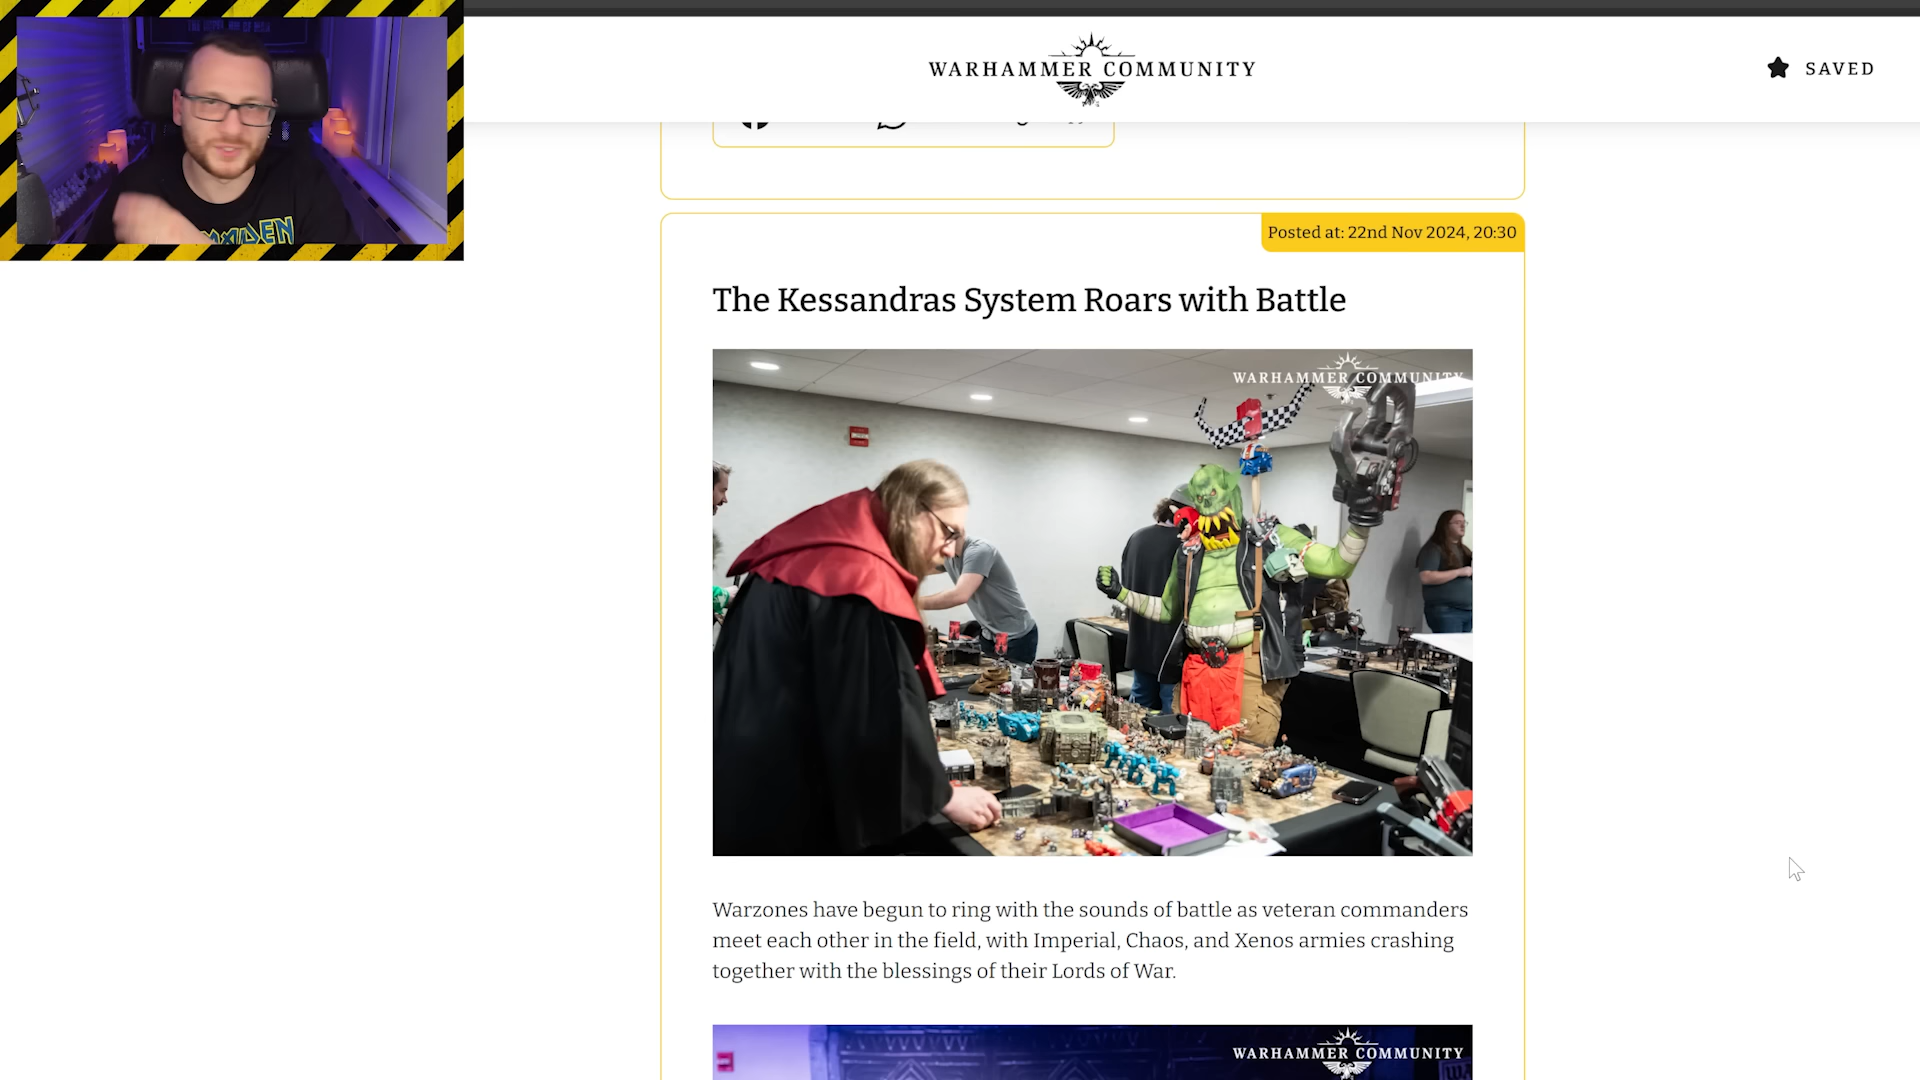 WARHAMMER COMMUNITY
SAVED
Posted at: 22nd Nov 2024, 20:30
The Kessandras System Roars with Battle
WARHAMMER COMMUNITY
Warzones have begun to ring with the sounds of battle as veteran commanders
meet each other in the field, with Imperial, Chaos, and Xenos armies crashing
together with the blessings of their Lords of War.
WARHAMMER COMMUNITY